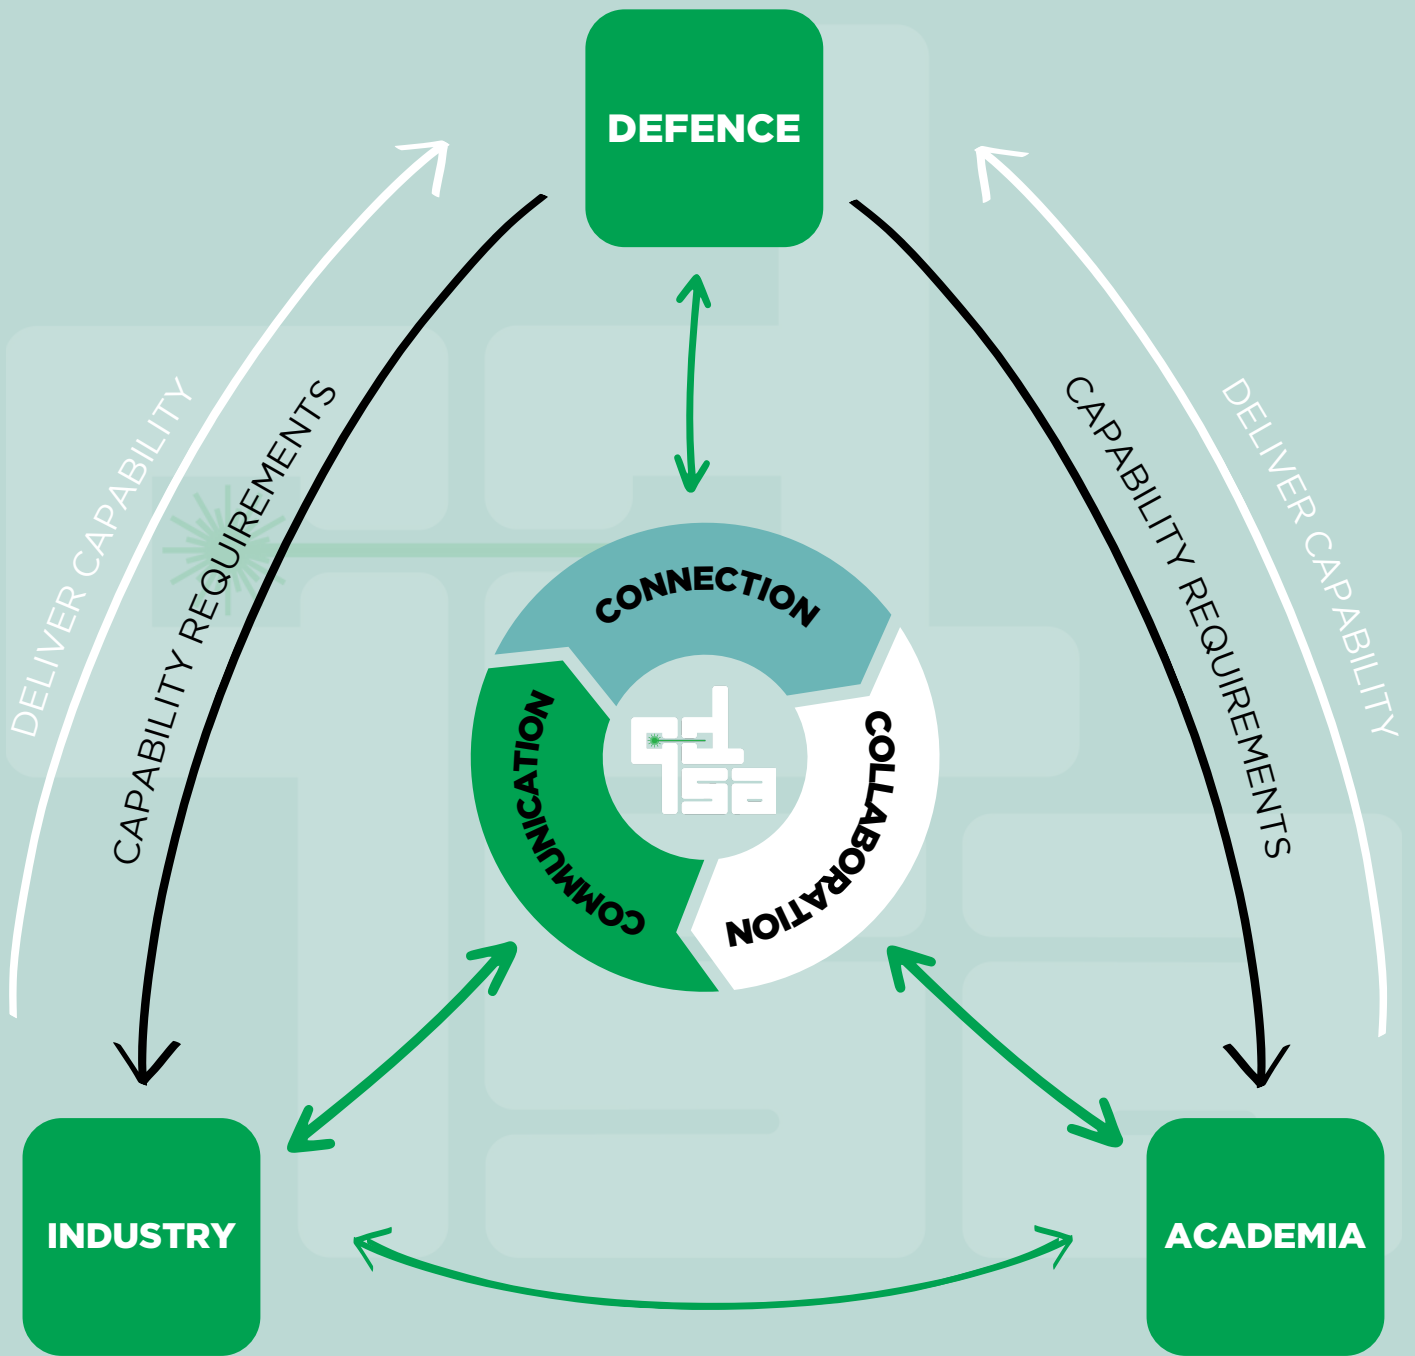 DEFENCE
DELIVER CAPABILITY
CAPABILITY REQUIREMENTS
CAPABILITY REQUIREMENTS
DELIVER CAPABILITY
CONNECTION
COMMUNICATION
COLLABORATION
INDUSTRY
ACADEMIA